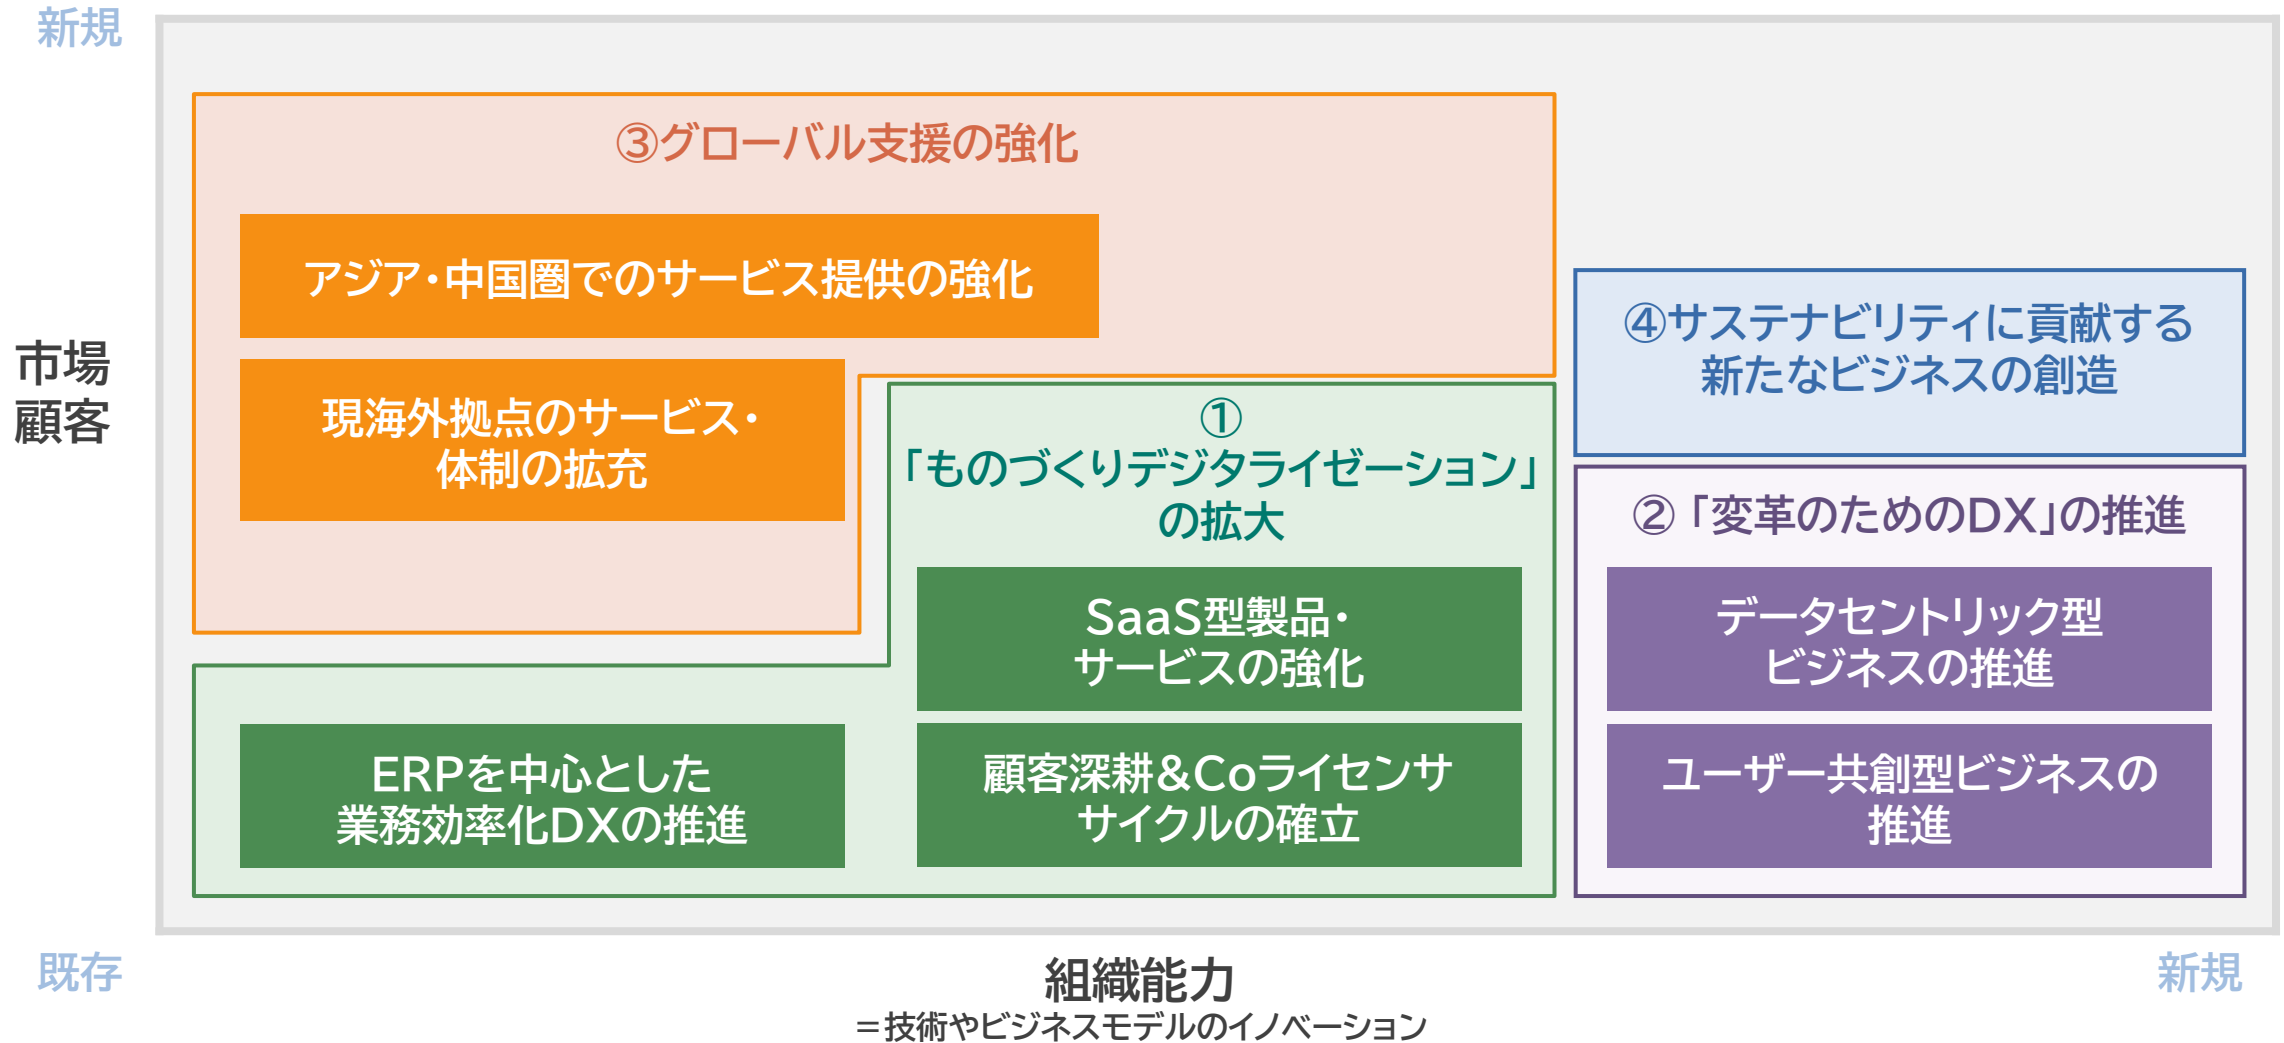 新規
③グローバル支援の強化
アジア・中国圏でのサービス提供の強化
現海外拠点のサービス・
体制の拡充
市場
顧客
①
「ものづくりデジタライゼーション」
の拡大
SaaS型製品・
サービスの強化
ERPを中心とした
業務効率化DXの推進
顧客深耕&Coライセンサ
サイクルの確立
④サステナビリティに貢献する
新たなビジネスの創造
②「変革のためのDX」の推進
データセントリック型
ビジネスの推進
ユーザー共創型ビジネスの
推進
既存
組織能力
＝技術やビジネスモデルのイノベーション
新規